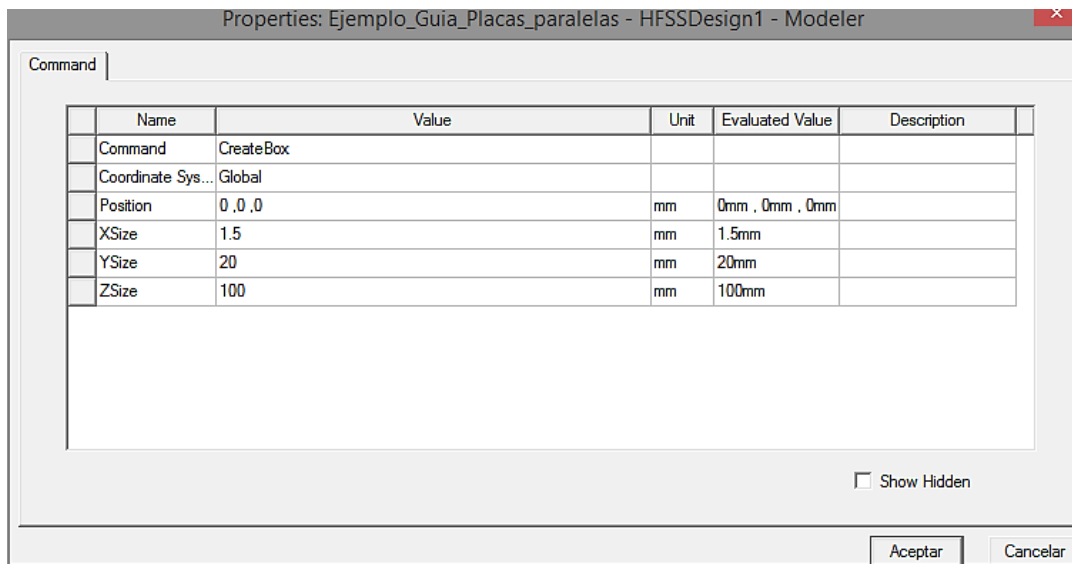 Properties: Ejemplo_Guia_Placas_paralelas - HFSSDesign1 - Modeler
Command
Name Value Unit Evaluated Value Description
Command CreateBox
Coordinate Sys... Global
Position 0 ,0 ,0 mm 0mm , 0mm , 0mm
XSize 1.5 mm 1.5mm
YSize 20 mm 20mm
ZSize 100 mm 100mm
Show Hidden
Aceptar Cancelar